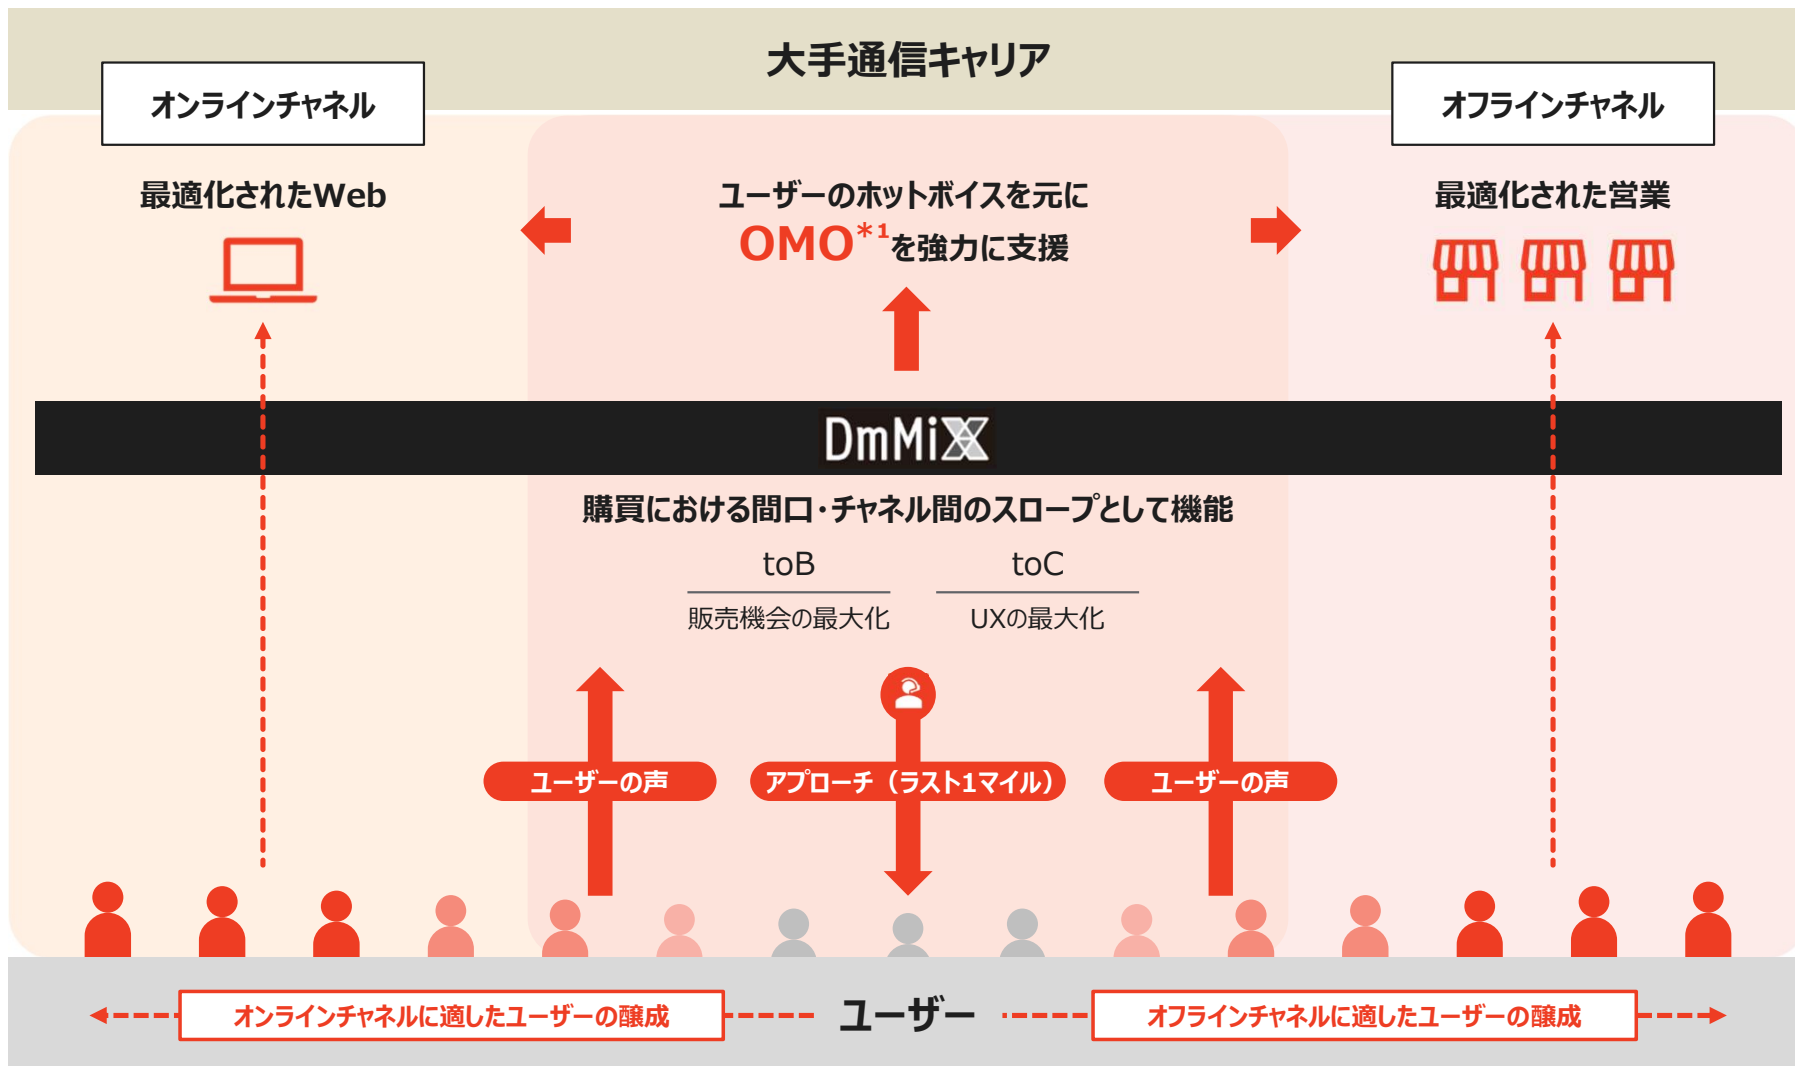 大手通信キャリア
オンラインチャネル
オフラインチャネル
最適化されたWeb
ユーザーのホットボイスを元に
OMO*1を強力に支援
最適化された営業
DmMiX
購買における間口・チャネル間のスロープとして機能
toB
toC
販売機会の最大化
UXの最大化
ユーザーの声
アプローチ（ラスト1マイル）
ユーザーの声
オンラインチャネルに適したユーザーの醸成
ユーザー
オフラインチャネルに適したユーザーの醸成